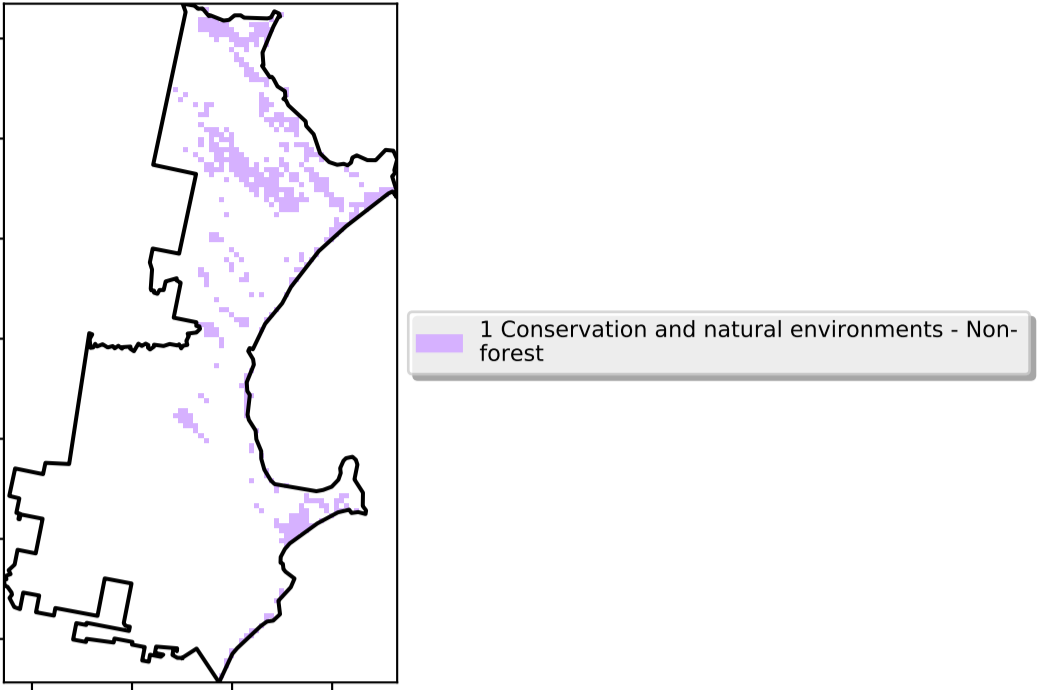 1 Conservation and natural environments - Non-
forest